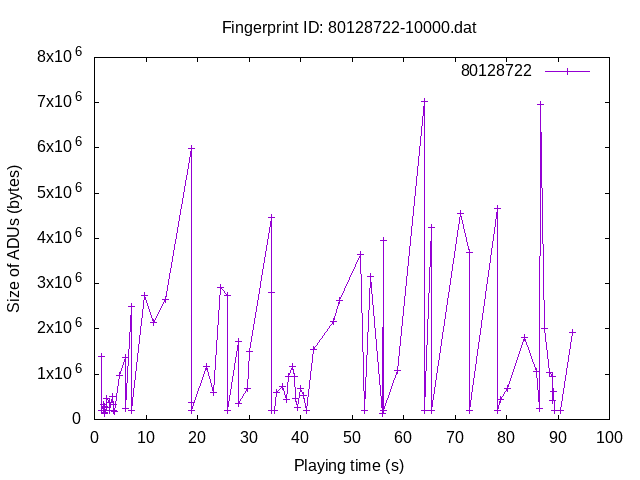 Fingerprint ID: 80128722-10000.dat
80128722
8x10^6
7x10^6
6x10^6
5x10^6
4x10^6
3x10^6
2x10^6
1x10^6
0
Size of ADUs (bytes)
0 10 20 30 40 50 60 70 80 90 100
Playing time (s)